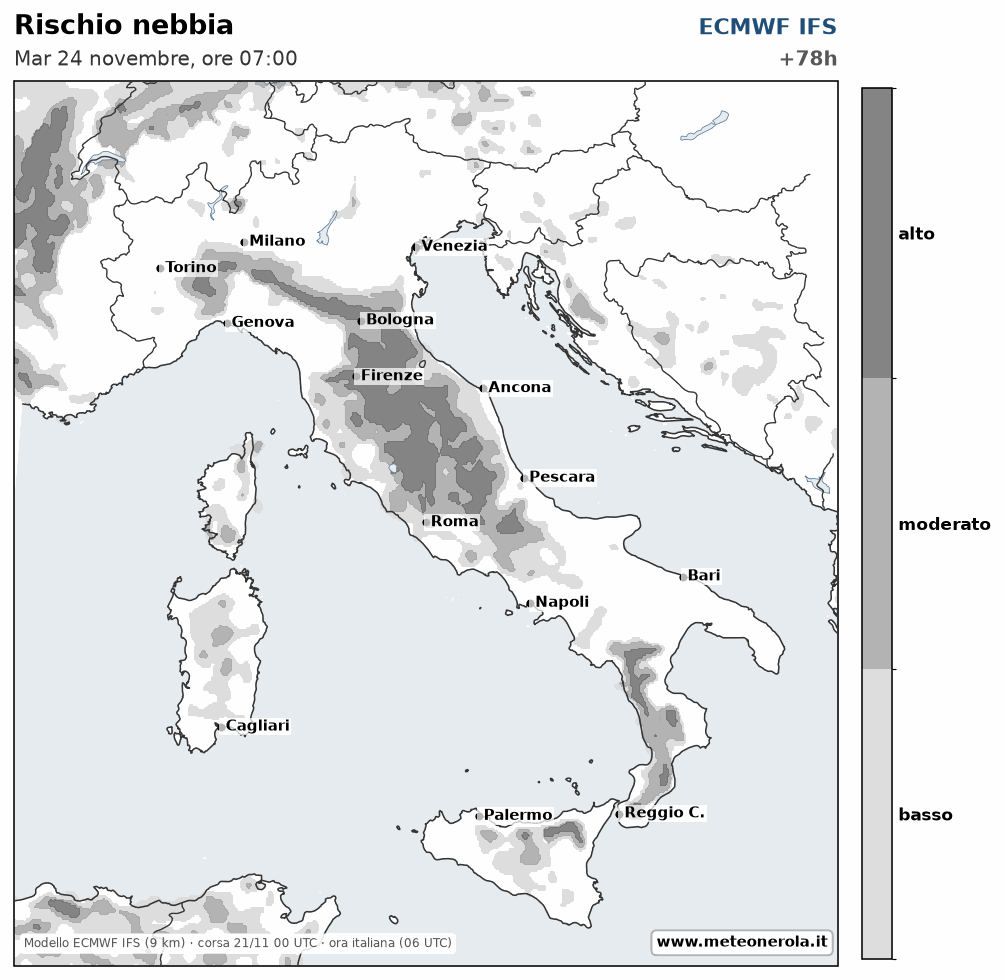 Rischio nebbia
ECMWF IFS
Mar 24 novembre, ore 07:00
+78h
alto
Milano
Venezia
Torino
Bologna
Genova
Firenze
Ancona
Pescara
Roma
moderato
Bari
Napoli
Cagliari
Palermo
Reggio C.
basso
Modello ECMWF IFS (9 km) · corsa 21/11 00 UTC · ora italiana (06 UTC)
www.meteonerola.it